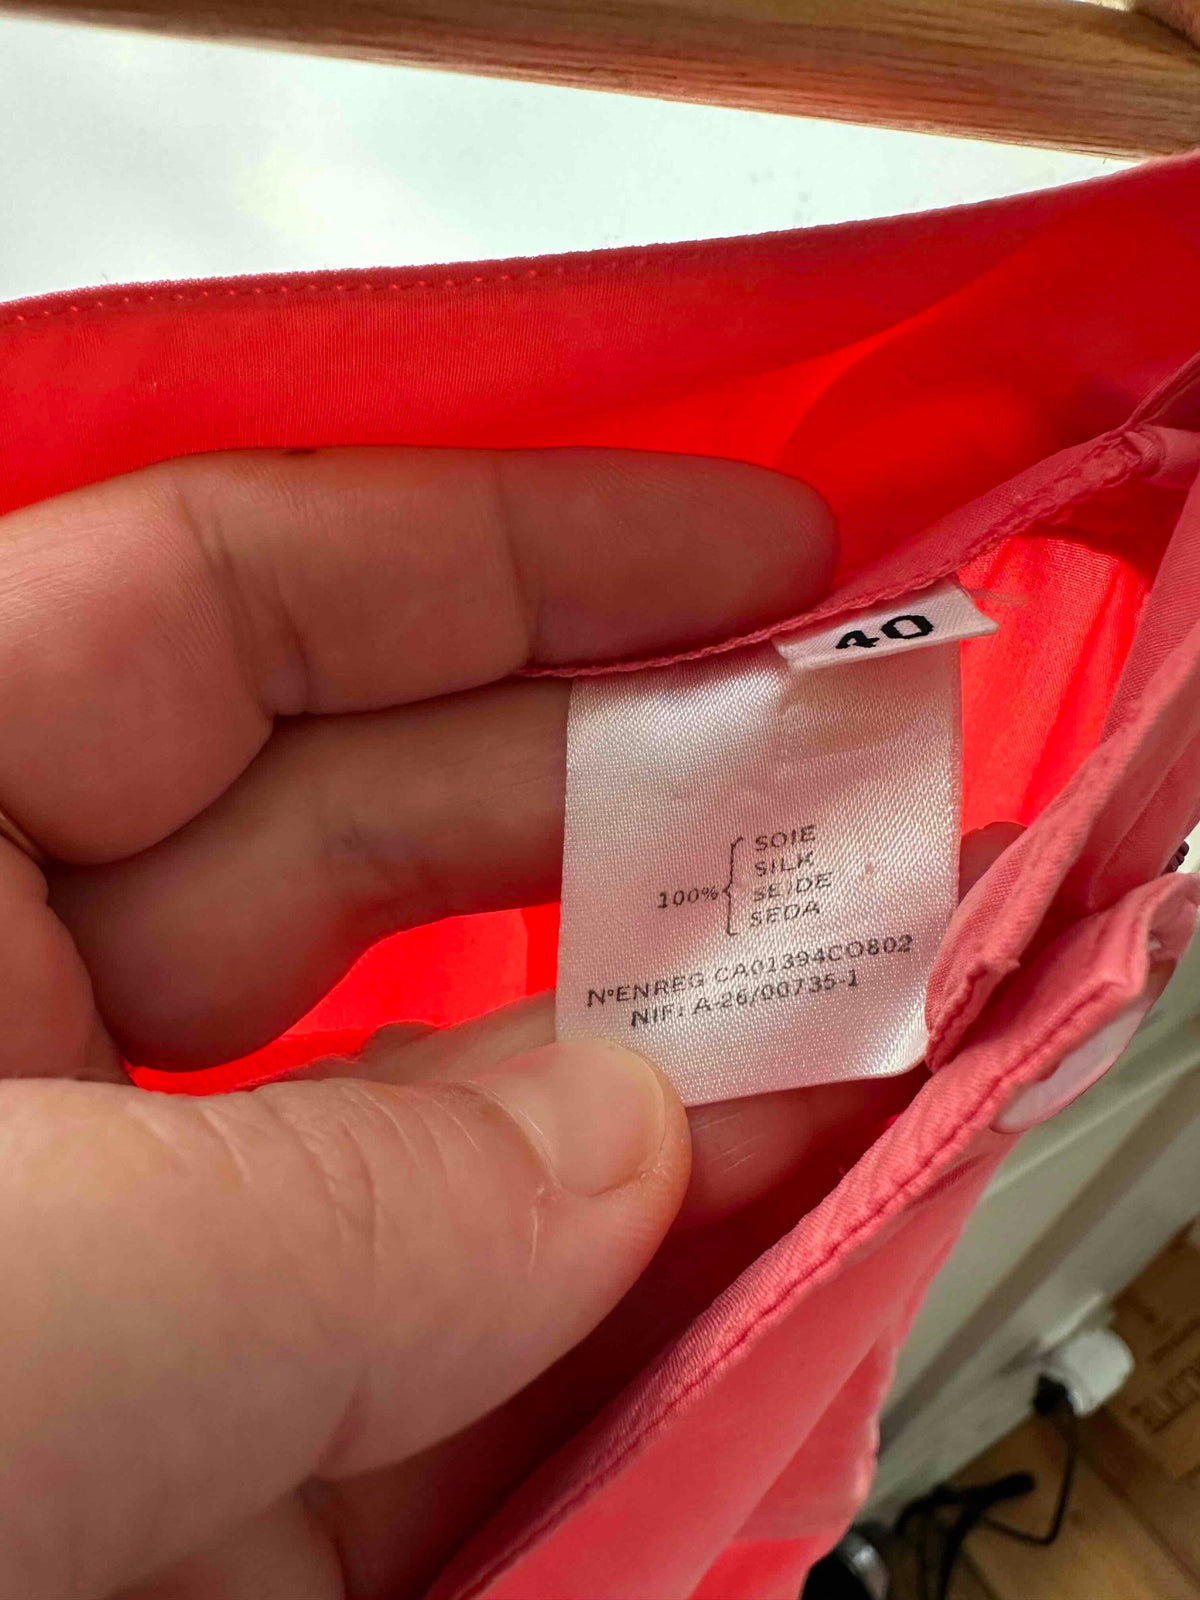 40
100%
SOIE
SILK
SEIDE
SEDA
N°ENREG CA01394CO802
NIF: A-26/00735-1